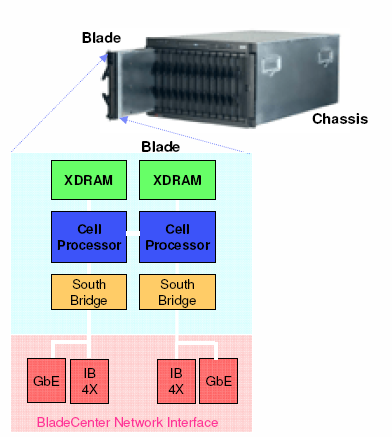 Blade
Chassis
Blade
XDRAM XDRAM
Cell Processor Cell Processor
South Bridge South Bridge
GbE IB 4X IB 4X GbE
BladeCenter Network Interface